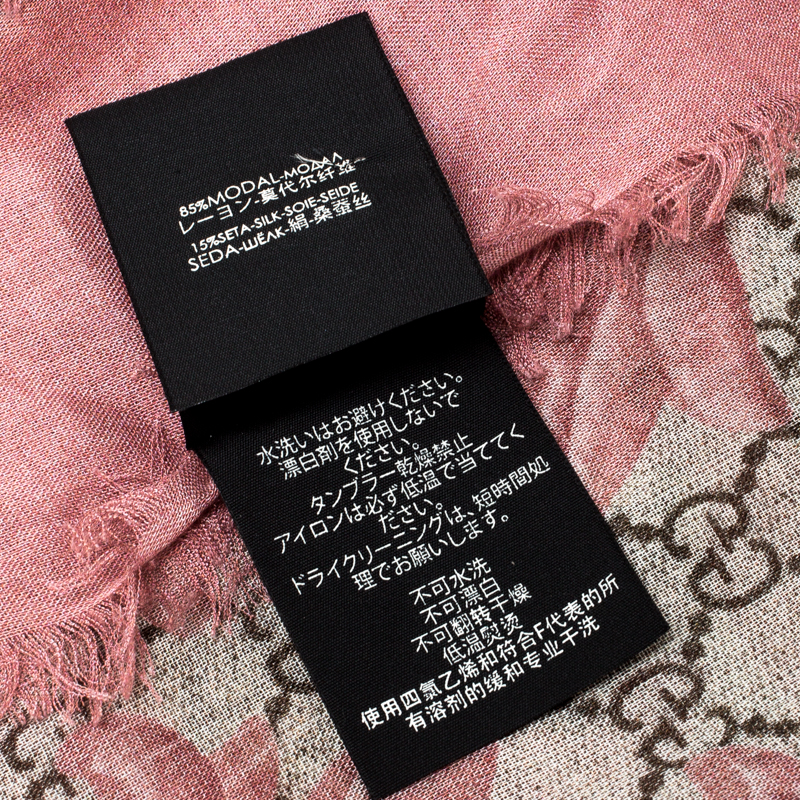 85%MODAL-МОДАЛ
レーヨン-莫代尔纤维
15%SETA-SILK-SOIE-SEIDE
SEDA-ШЁЛК-絹-桑蚕丝
水洗いはお避けください。
漂白剤を使用しないで
ください。
タンブラー乾燥禁止
アイロンは必ず低温で当ててく
ださい。
ドライクリーニングは、短時間処
理でお願いします。
不可水洗
不可漂白
不可翻转干燥
低温熨烫
使用四氯乙烯和符合F代表的所
有溶剂的缓和专业干洗